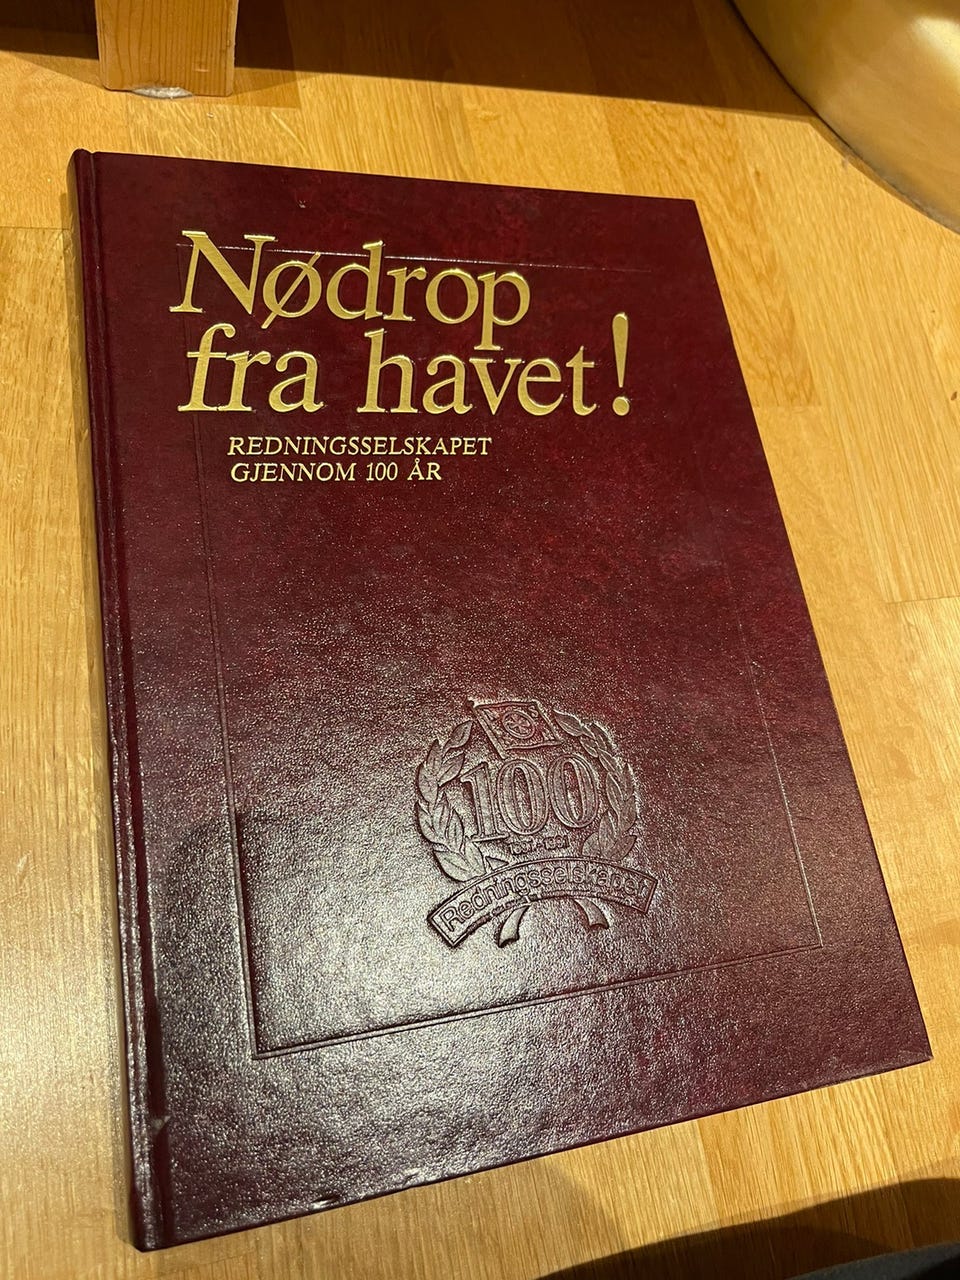 Nødrop
fra havet!
REDNINGSSELSKAPET
GJENNOM 100 ÅR
100
Redningsselskapet